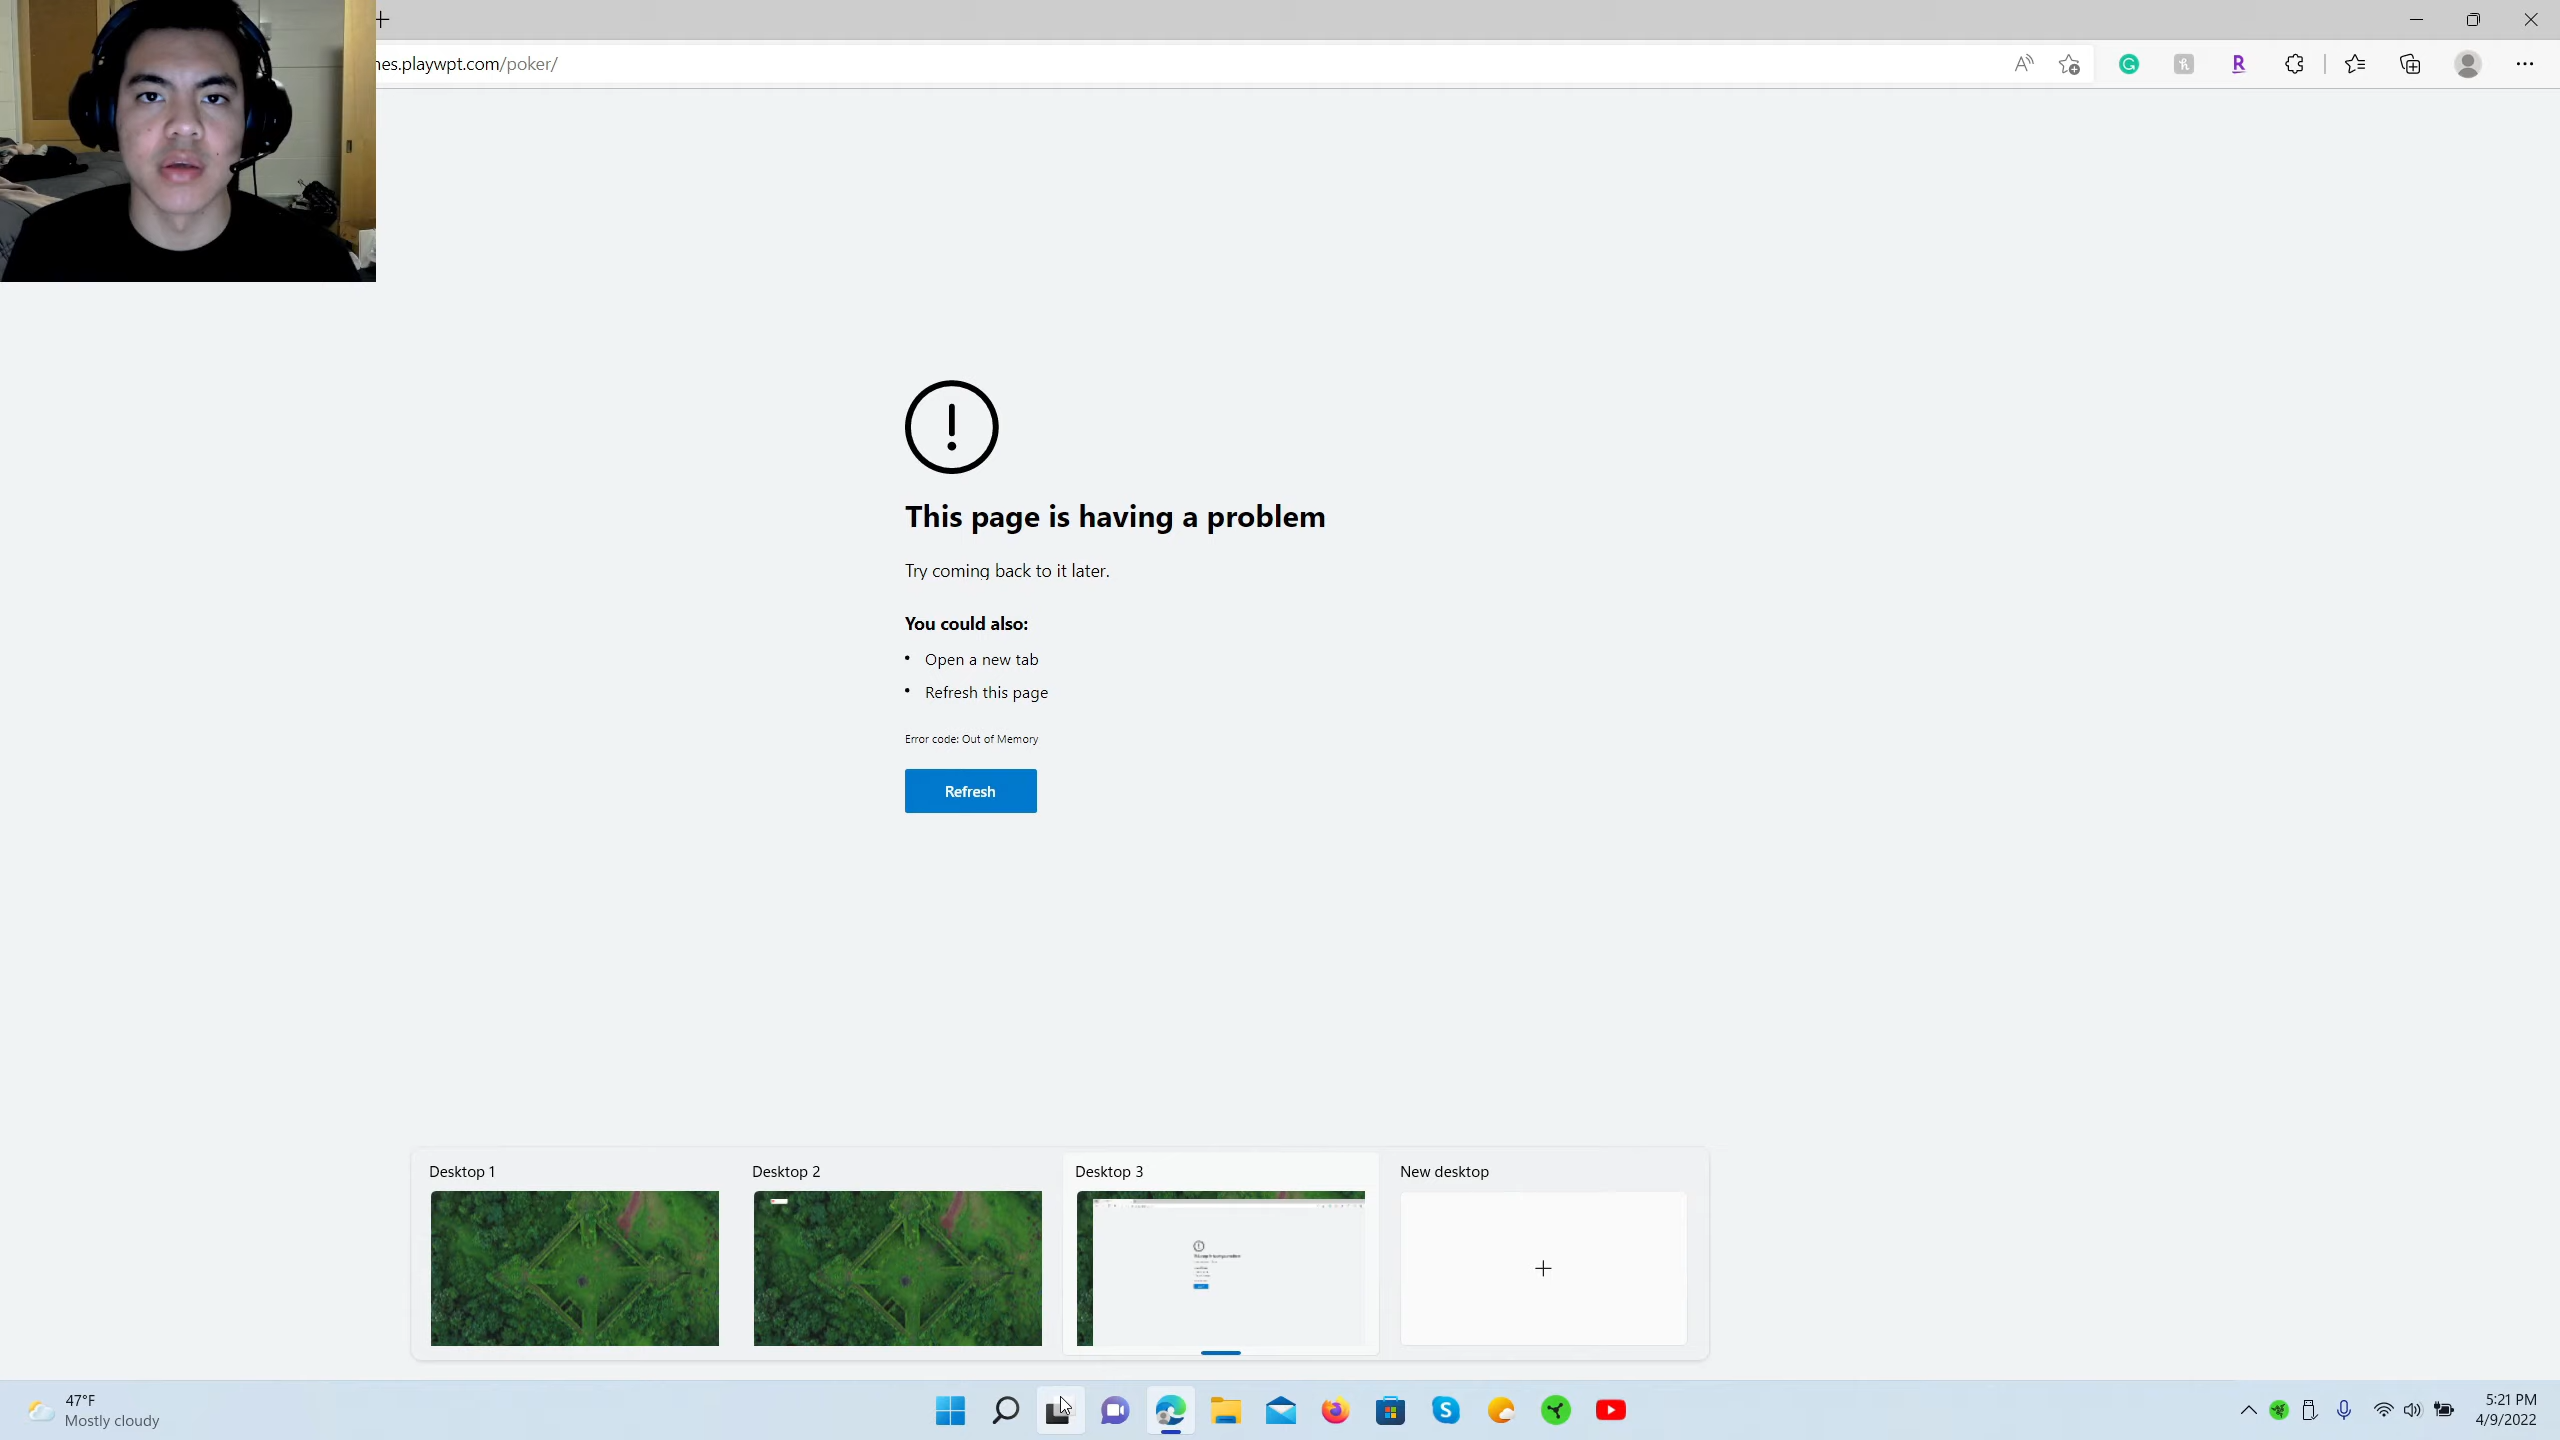 nes.playwpt.com/poker/
This page is having a problem
Try coming back to it later.
You could also:
• Open a new tab
• Refresh this page
Error code: Out of Memory
Refresh
Desktop 1
Desktop 2
Desktop 3
New desktop
47°F
Mostly cloudy
5:21 PM
4/9/2022